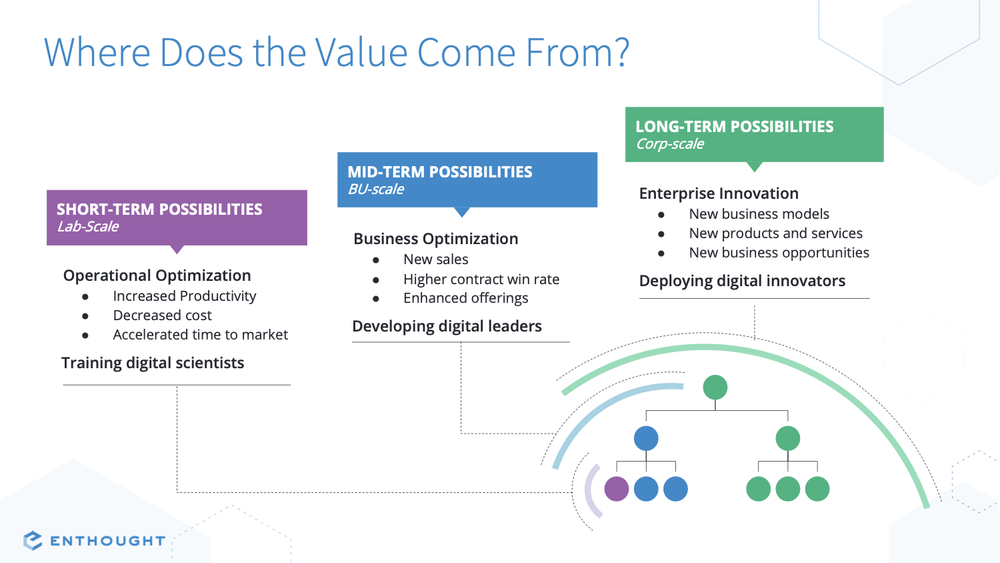 Where Does the Value Come From?
SHORT-TERM POSSIBILITIES
Lab-Scale
Operational Optimization
● Increased Productivity
● Decreased cost
● Accelerated time to market
Training digital scientists
MID-TERM POSSIBILITIES
BU-scale
Business Optimization
● New sales
● Higher contract win rate
● Enhanced offerings
Developing digital leaders
LONG-TERM POSSIBILITIES
Corp-scale
Enterprise Innovation
● New business models
● New products and services
● New business opportunities
Deploying digital innovators
ENTHOUGHT